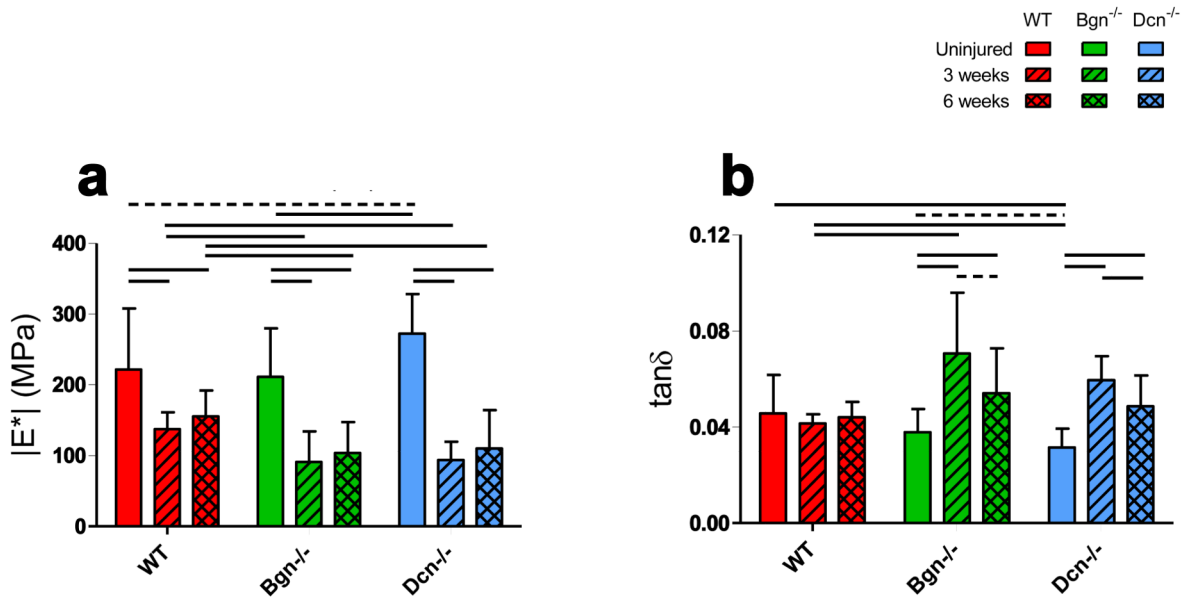 WT Bgn-/- Dcn-/-
Uninjured
3 weeks
6 weeks
a
|E*| (MPa)
400
300
200
100
0
WT
Bgn-/-
Dcn-/-
b
tanδ
0.12
0.08
0.04
0.00
WT
Bgn-/-
Dcn-/-